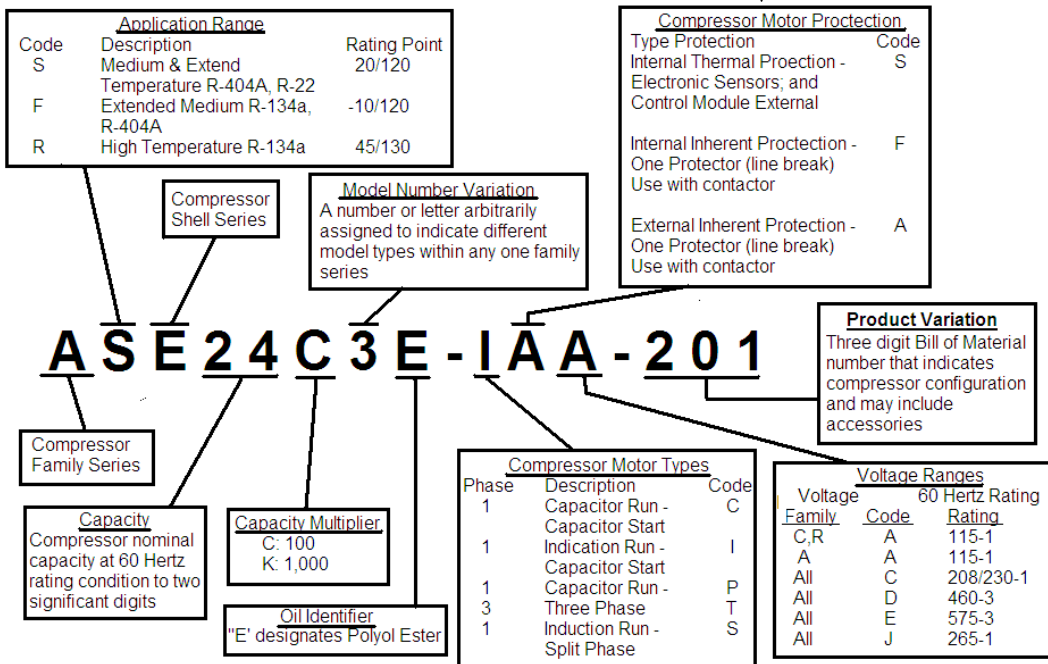 Application Range
Code Description Rating Point
S Medium & Extend 20/120
Temperature R-404A, R-22
F Extended Medium R-134a, -10/120
R-404A
R High Temperature R-134a 45/130
Compressor Motor Proctection
Type Protection Code
Internal Thermal Proection - S
Electronic Sensors; and
Control Module External
Internal Inherent Proctection - F
One Protector (line break)
Use with contactor
External Inherent Protection - A
One Protector (line break)
Use with contactor
Compressor
Shell Series
Model Number Variation
A number or letter arbitrarily
assigned to indicate different
model types within any one family
series
ASE24C3E-IAA-201
Product Variation
Three digit Bill of Material
number that indicates
compressor configuration
and may include
accessories
Compressor
Family Series
Capacity
Compressor nominal
capacity at 60 Hertz
rating condition to two
significant digits
Capacity Multiplier
C: 100
K: 1,000
Oil Identifier
"E' designates Polyol Ester
Compressor Motor Types
Phase Description Code
1 Capacitor Run - C
Capacitor Start
1 Indication Run - I
Capacitor Start
1 Capacitor Run - P
3 Three Phase T
1 Induction Run - S
Split Phase
Voltage Ranges
Voltage 60 Hertz Rating
Family Code Rating
C,R A 115-1
A A 115-1
All C 208/230-1
All D 460-3
All E 575-3
All J 265-1